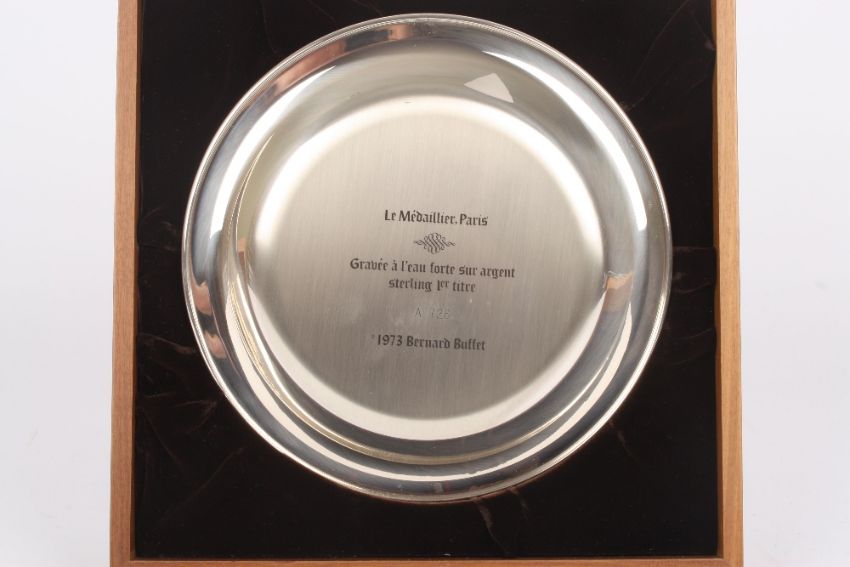 Le Médaillier, Paris
Gravée à l'eau forte sur argent
sterling 1er titre
°1973 Bernard Buffet